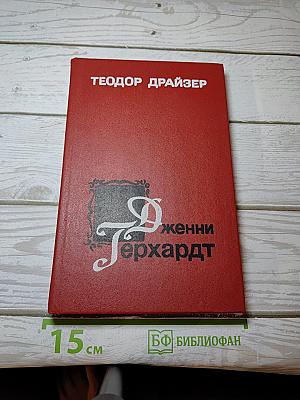 ТЕОДОР ДРАЙЗЕР
Дженни
Герхардт
15 см
БФ БИБЛИОФАН